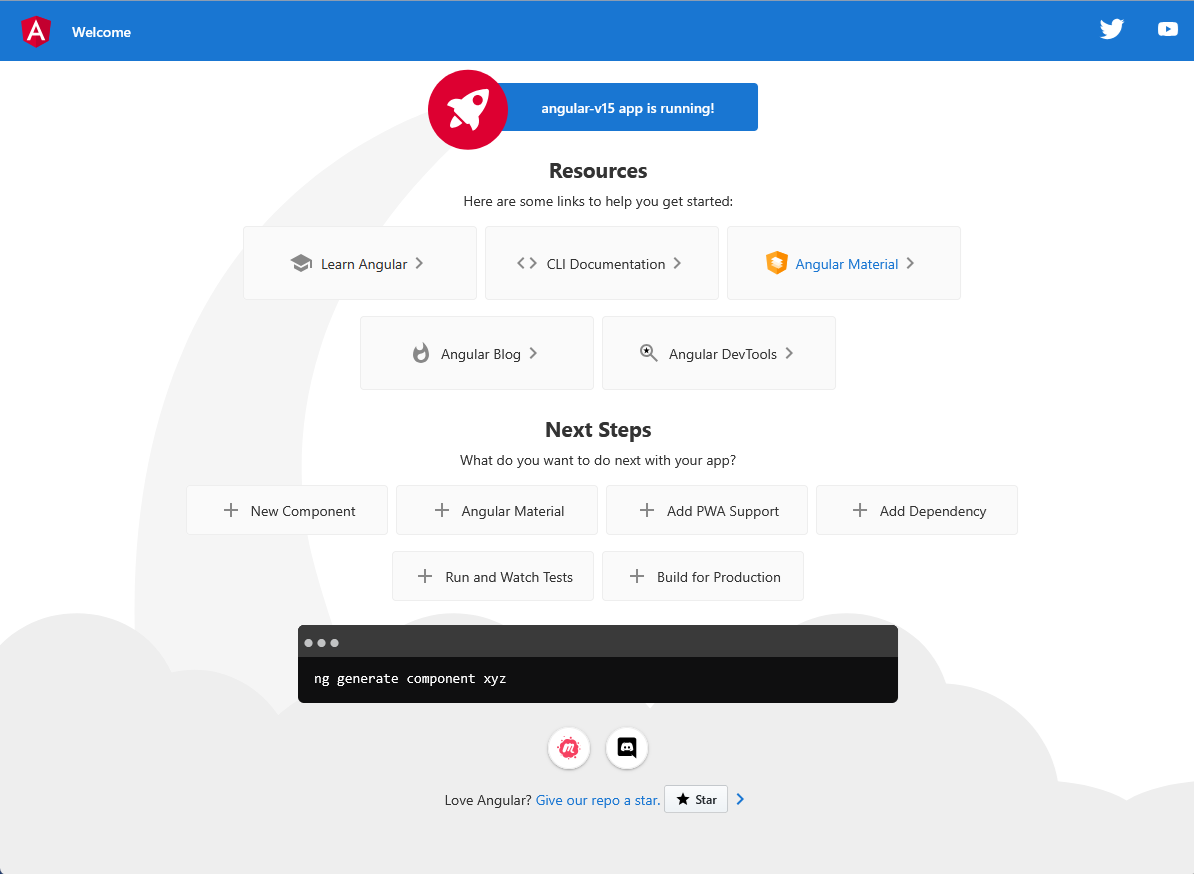 Welcome
angular-v15 app is running!
Resources
Here are some links to help you get started:
Learn Angular
CLI Documentation
Angular Material
Angular Blog
Angular DevTools
Next Steps
What do you want to do next with your app?
New Component
Angular Material
Add PWA Support
Add Dependency
Run and Watch Tests
Build for Production
ng generate component xyz
Love Angular? Give our repo a star. Star